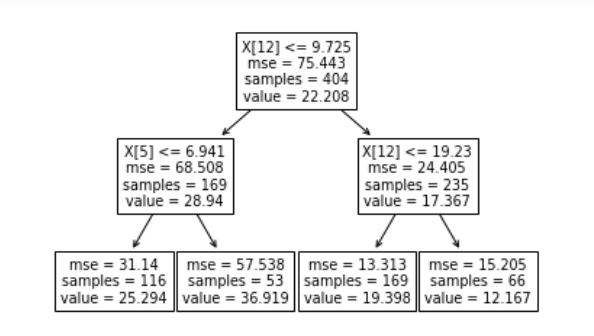 X[12] <= 9.725
mse = 75.443
samples = 404
value = 22.208
X[5] <= 6.941
mse = 68.508
samples = 169
value = 28.94
X[12] <= 19.23
mse = 24.405
samples = 235
value = 17.367
mse = 31.14
samples = 116
value = 25.294
mse = 57.538
samples = 53
value = 36.919
mse = 13.313
samples = 169
value = 19.398
mse = 15.205
samples = 66
value = 12.167